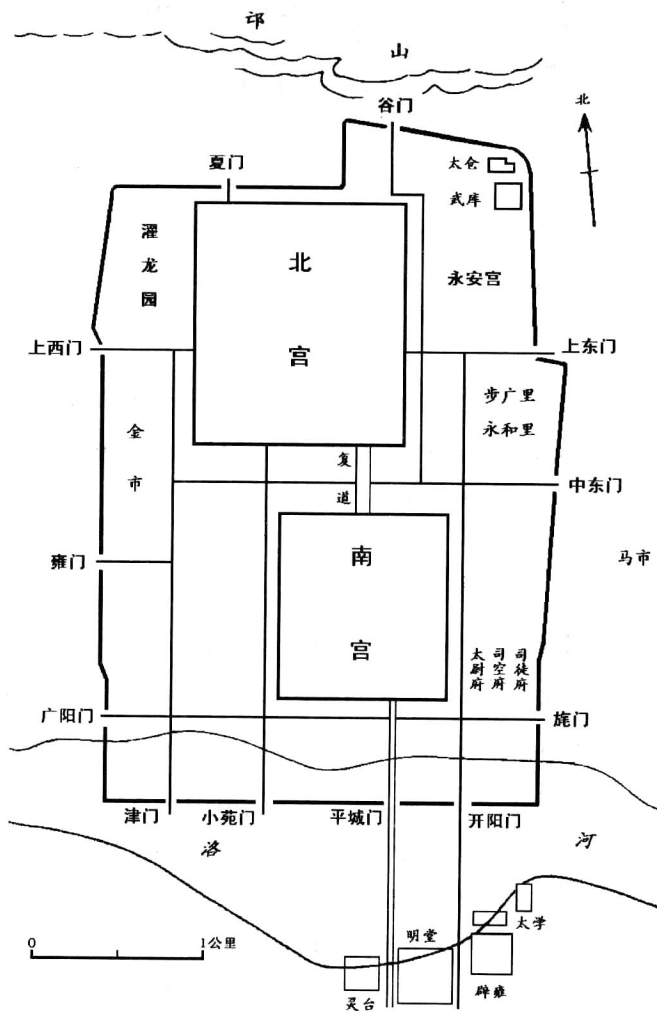 邙
山
谷门
北
夏门
太仓
武库
濯龙园
北宫
永安宫
上西门
上东门
步广里
永和里
金市
复道
中东门
雍门
南宫
马市
太尉府
司空府
司徒府
广阳门
旄门
津门
小苑门
平城门
开阳门
洛
河
0
1公里
明堂
太学
灵台
辟雍